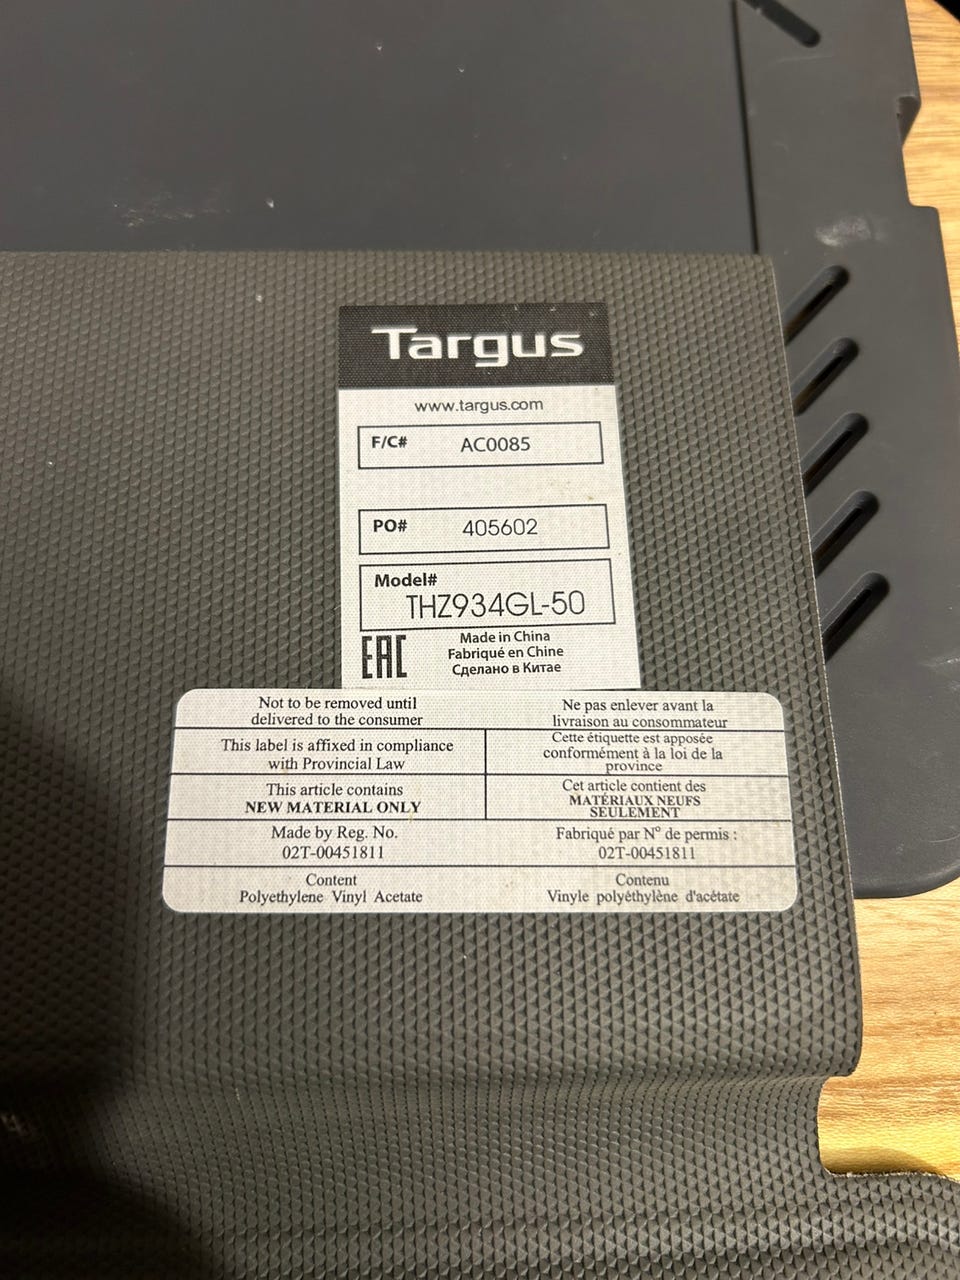 Targus
www.targus.com
F/C# AC0085
PO# 405602
Model#
THZ934GL-50
EAC
Made in China
Fabriqué en Chine
Сделано в Китае
Not to be removed until
delivered to the consumer
Ne pas enlever avant la
livraison au consommateur
This label is affixed in compliance
with Provincial Law
Cette étiquette est apposée
conformément à la loi de la
province
This article contains
NEW MATERIAL ONLY
Cet article contient des
MATÉRIAUX NEUFS
SEULEMENT
Made by Reg. No.
02T-00451811
Fabriqué par N° de permis :
02T-00451811
Content
Polyethylene Vinyl Acetate
Contenu
Vinyle polyéthylène d'acétate